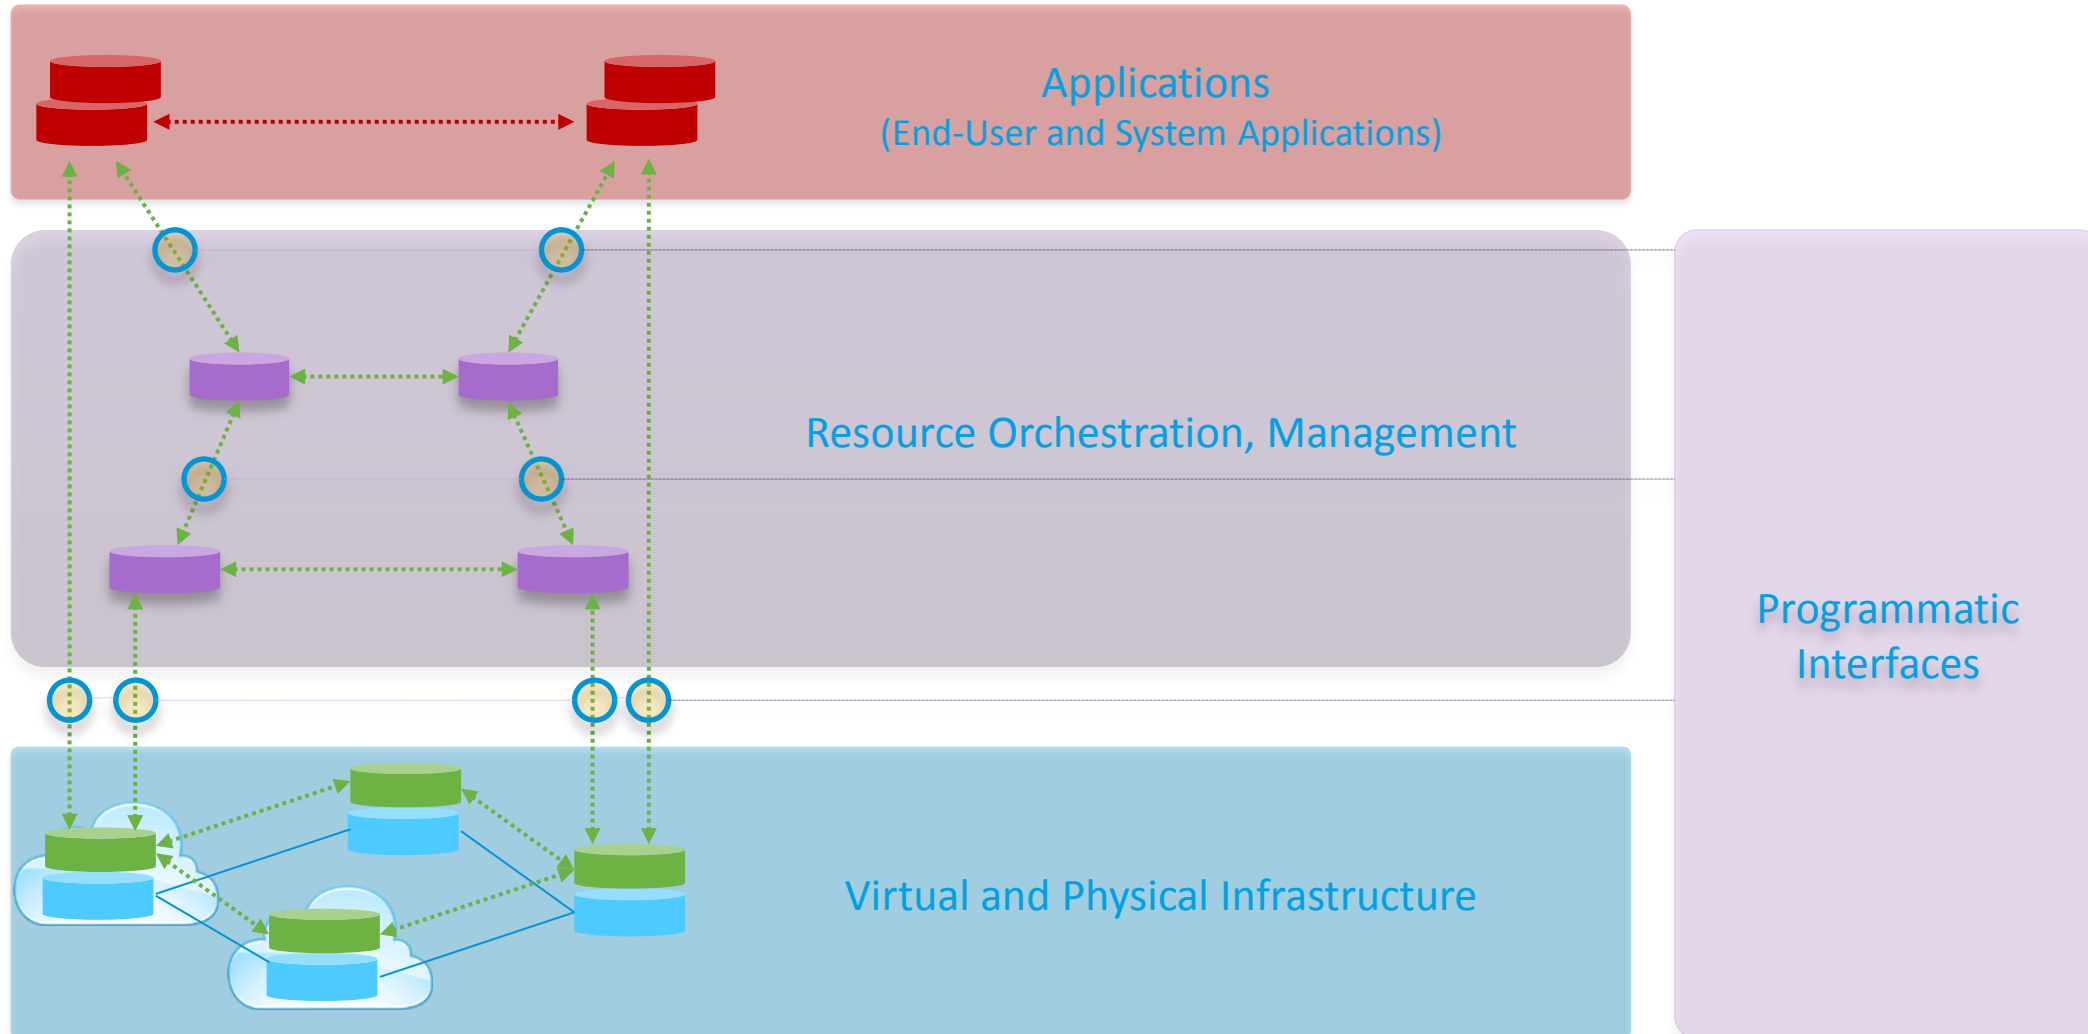 Applications
(End-User and System Applications)
Resource Orchestration, Management
Programmatic
Interfaces
Virtual and Physical Infrastructure